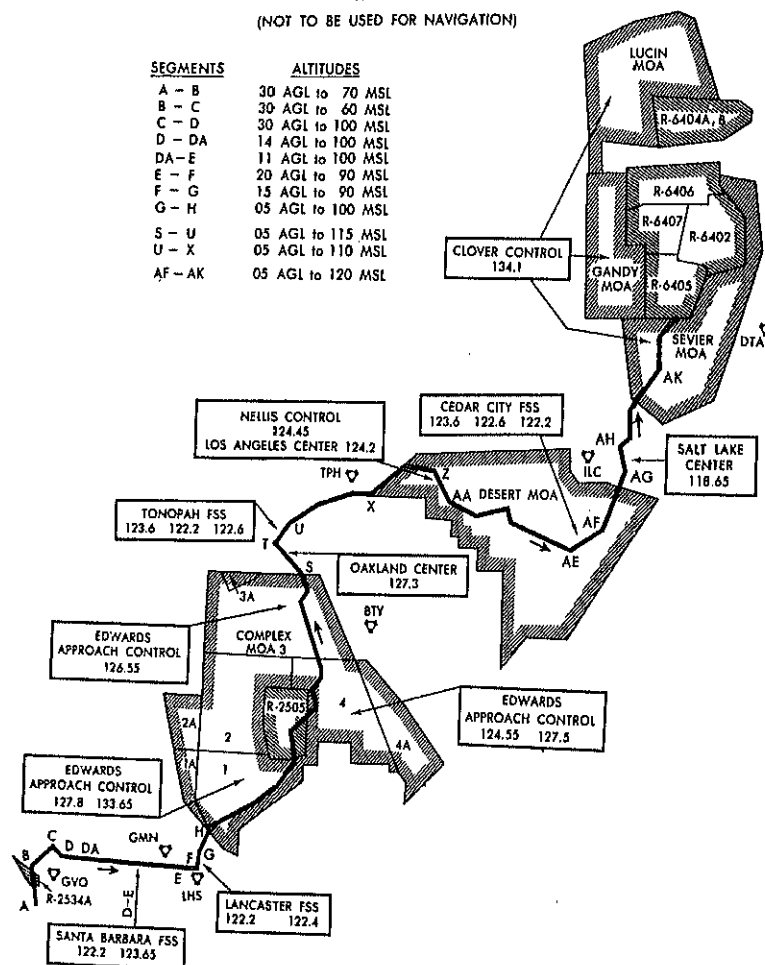 (NOT TO BE USED FOR NAVIGATION)
SEGMENTS ALTITUDES
A – B 30 AGL to 70 MSL
B – C 30 AGL to 60 MSL
C – D 30 AGL to 100 MSL
D – DA 14 AGL to 100 MSL
DA – E 11 AGL to 100 MSL
E – F 20 AGL to 90 MSL
F – G 15 AGL to 90 MSL
G – H 05 AGL to 100 MSL
S – U 05 AGL to 115 MSL
U – X 05 AGL to 110 MSL
AF – AK 05 AGL to 120 MSL
LUCIN
MOA
R-6404A, B
R-6406
R-6407
R-6402
CLOVER CONTROL
134.1
GANDY
MOA
R-6405
SEVIER
MOA
DTA
AK
NELLIS CONTROL
124.45
LOS ANGELES CENTER 124.2
CEDAR CITY FSS
123.6 122.6 122.2
AH
ILC
SALT LAKE
CENTER
118.65
AG
TPH
Z
AA
DESERT MOA
X
AF
AE
TONOPAH FSS
123.6 122.2 122.6
U
T
S
OAKLAND CENTER
127.3
3A
BTY
EDWARDS
APPROACH CONTROL
126.55
COMPLEX
MOA 3
R-2505
4
2A
2
4A
EDWARDS
APPROACH CONTROL
124.55 127.5
1A
1
EDWARDS
APPROACH CONTROL
127.8 133.65
H
GMN
C
D DA
G
B
F
E
GVO
LHS
R-2534A
A
D-E
LANCASTER FSS
122.2 122.4
SANTA BARBARA FSS
122.2 123.65